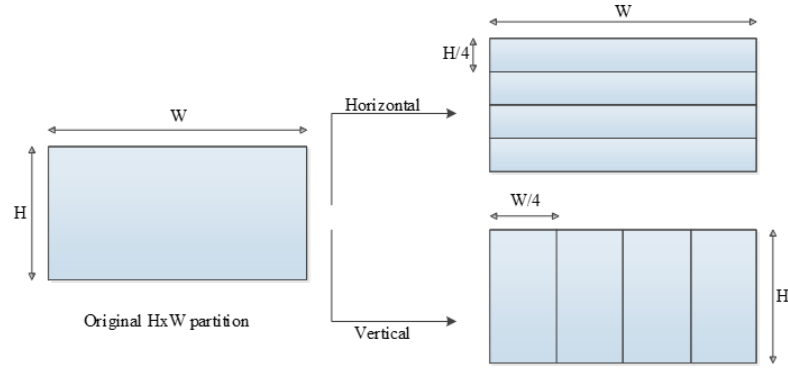 W
H
Original HxW partition
Horizontal
Vertical
W
H/4
W/4
H